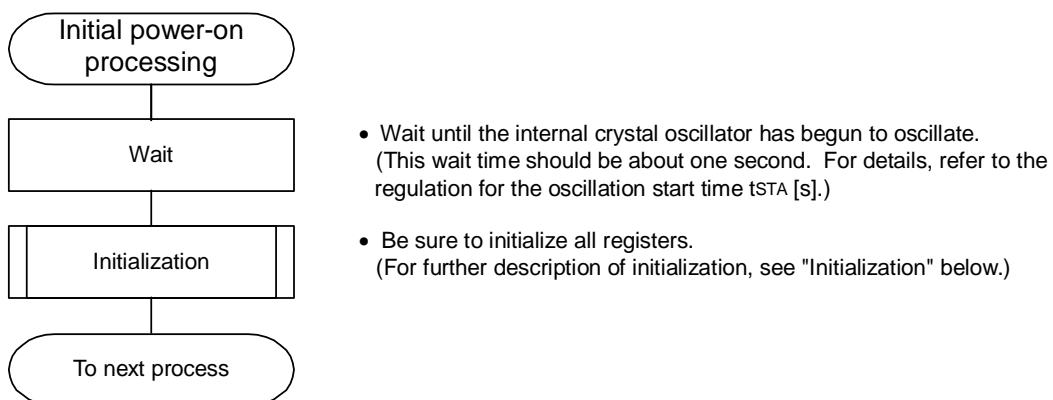 Initial power-on
processing
Wait
• Wait until the internal crystal oscillator has begun to oscillate.
(This wait time should be about one second. For details, refer to the
regulation for the oscillation start time tSTA [s].)
Initialization
• Be sure to initialize all registers.
(For further description of initialization, see "Initialization" below.)
To next process